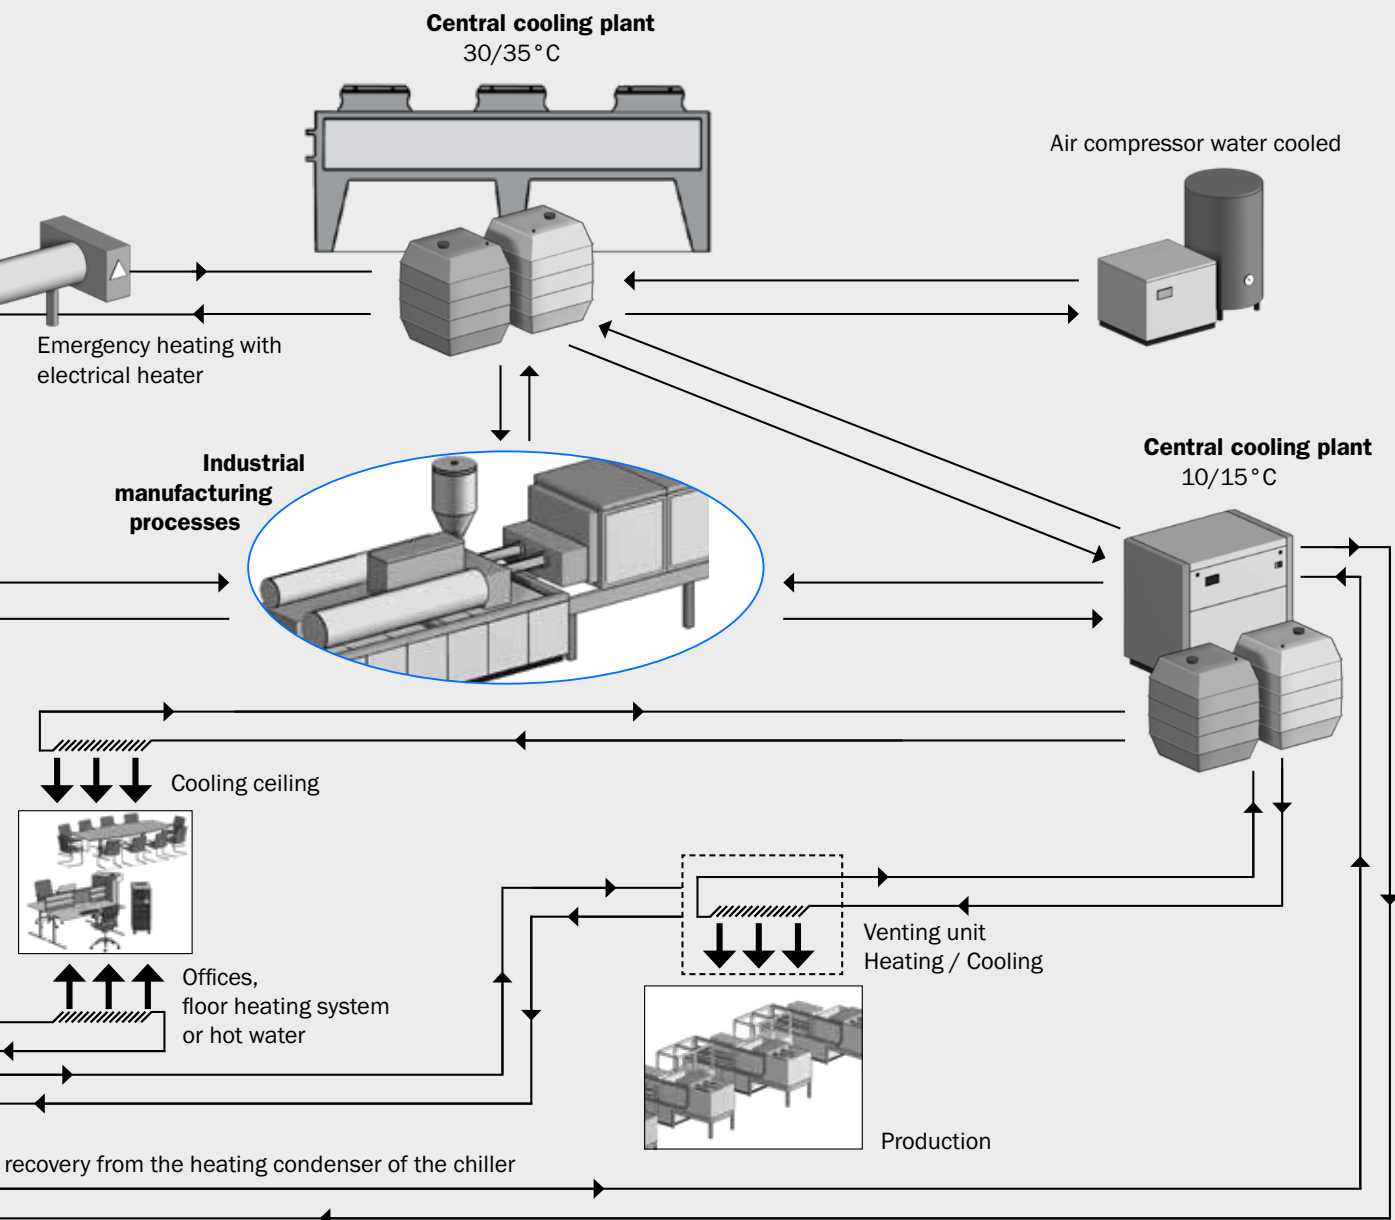 Central cooling plant
30/35°C
Air compressor water cooled
Emergency heating with
electrical heater
Industrial
manufacturing
processes
Central cooling plant
10/15°C
Cooling ceiling
Venting unit
Heating / Cooling
Offices,
floor heating system
or hot water
Production
recovery from the heating condenser of the chiller